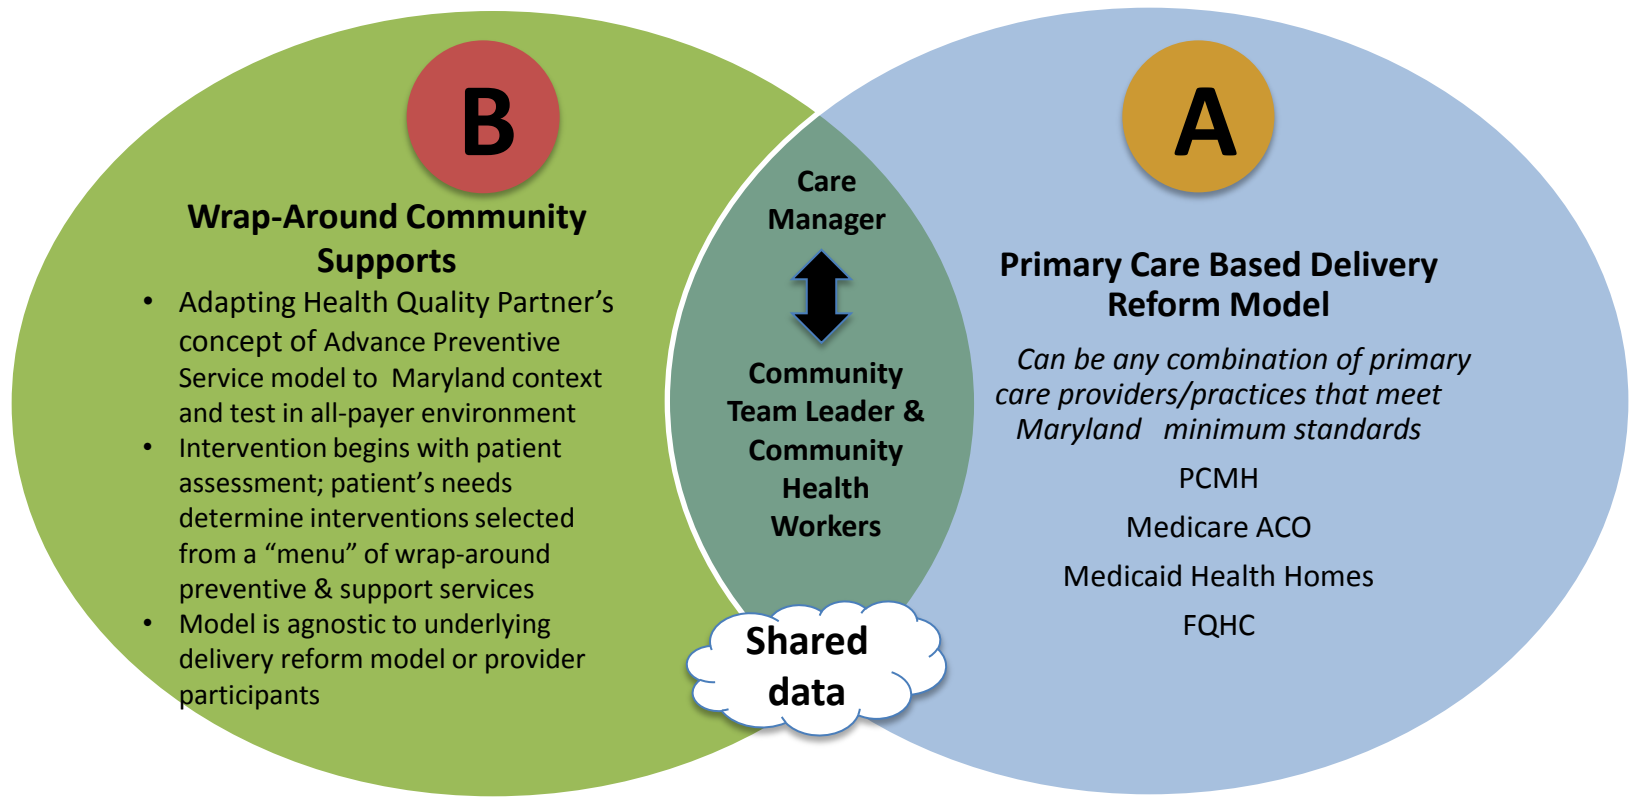 B
Wrap-Around Community
Supports
• Adapting Health Quality Partner’s
concept of Advance Preventive
Service model to Maryland context
and test in all-payer environment
• Intervention begins with patient
assessment; patient’s needs
determine interventions selected
from a “menu” of wrap-around
preventive & support services
• Model is agnostic to underlying
delivery reform model or provider
participants
Care
Manager
Community
Team Leader &
Community
Health
Workers
Shared
data
A
Primary Care Based Delivery
Reform Model
Can be any combination of primary
care providers/practices that meet
Maryland minimum standards
PCMH
Medicare ACO
Medicaid Health Homes
FQHC